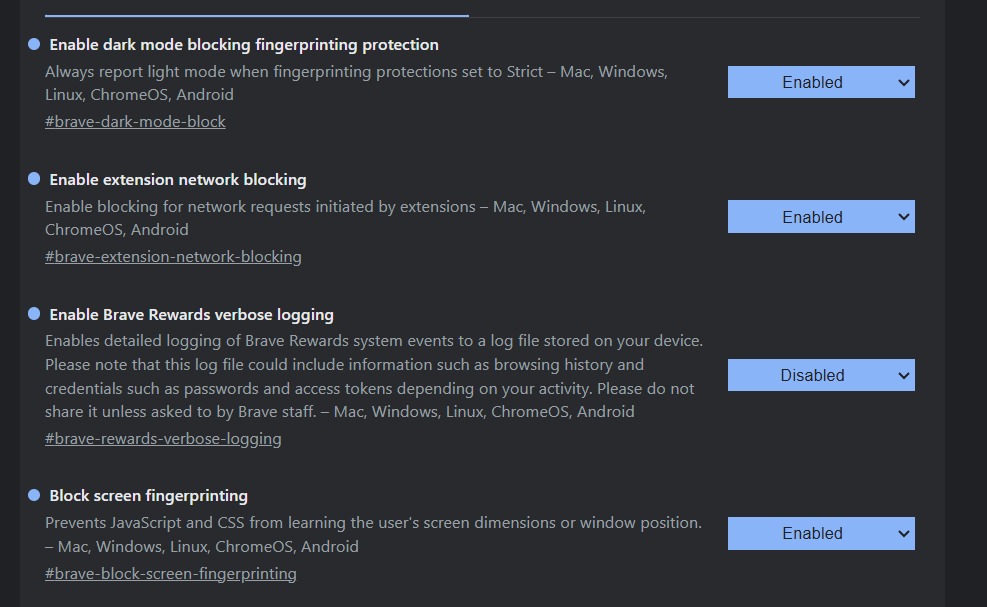 Enable dark mode blocking fingerprinting protection
Always report light mode when fingerprinting protections set to Strict – Mac, Windows,
Linux, ChromeOS, Android
#brave-dark-mode-block
Enabled
Enable extension network blocking
Enable blocking for network requests initiated by extensions – Mac, Windows, Linux,
ChromeOS, Android
#brave-extension-network-blocking
Enabled
Enable Brave Rewards verbose logging
Enables detailed logging of Brave Rewards system events to a log file stored on your device.
Please note that this log file could include information such as browsing history and
credentials such as passwords and access tokens depending on your activity. Please do not
share it unless asked to by Brave staff. – Mac, Windows, Linux, ChromeOS, Android
#brave-rewards-verbose-logging
Disabled
Block screen fingerprinting
Prevents JavaScript and CSS from learning the user's screen dimensions or window position.
– Mac, Windows, Linux, ChromeOS, Android
#brave-block-screen-fingerprinting
Enabled